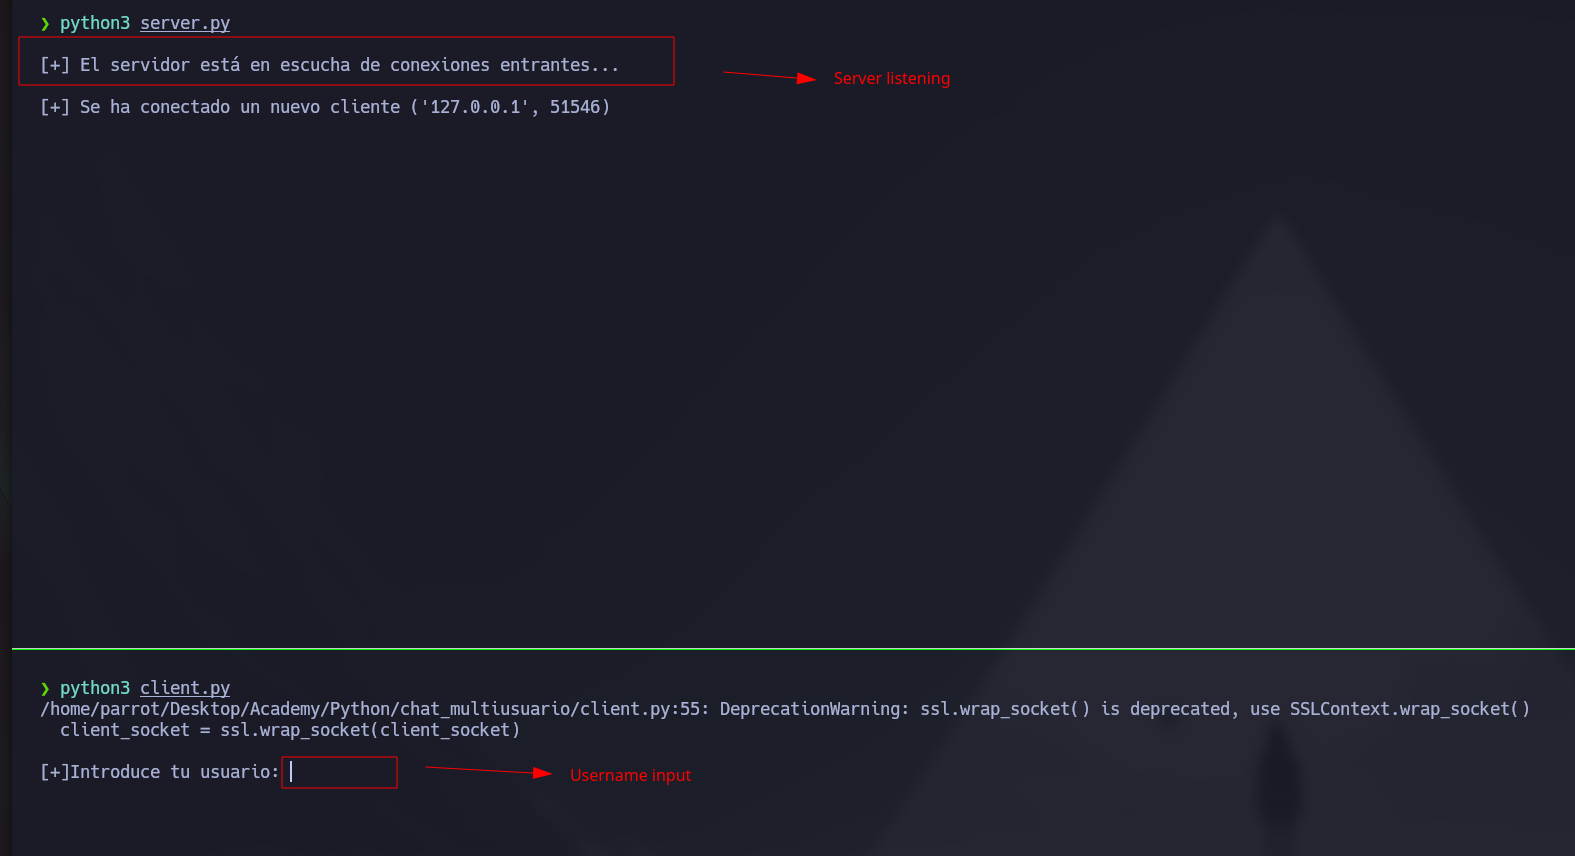 ❯ python3 server.py
[+] El servidor está en escucha de conexiones entrantes...
Server listening
[+] Se ha conectado un nuevo cliente ('127.0.0.1', 51546)
❯ python3 client.py
/home/parrot/Desktop/Academy/Python/chat_multiusuario/client.py:55: DeprecationWarning: ssl.wrap_socket() is deprecated, use SSLContext.wrap_socket()
client_socket = ssl.wrap_socket(client_socket)
[+]Introduce tu usuario:
Username input